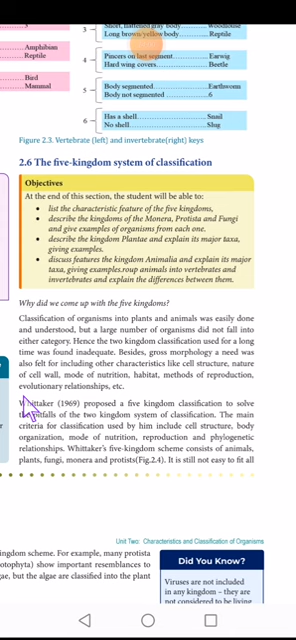 3 –
Short, flattened gray body.......... Woodlouse
Long brown/yellow body............ Reptile
........Amphibian
........Reptile
4
Pincers on last segment.............Earwig
Hard wing covers.......................Beetle
........Bird
........Mammal
5
Body segmented..........................Earthworm
Body not segmented....................6
6 –
Has a shell....................................Snail
No shell.........................................Slug
Figure 2.3. Vertebrate (left) and invertebrate(right) keys
2.6 The five-kingdom system of classification
Objectives
At the end of this section, the student will be able to:
• list the characteristic feature of the five kingdoms,
• describe the kingdoms of the Monera, Protista and Fungi
and give examples of organisms from each one.
• describe the kingdom Plantae and explain its major taxa,
giving examples.
• discuss features the kingdom Animalia and explain its major
taxa, giving examples.roup animals into vertebrates and
invertebrates and explain the differences between them.
Why did we come up with the five kingdoms?
Classification of organisms into plants and animals was easily done
and understood, but a large number of organisms did not fall into
either category. Hence the two kingdom classification used for a long
time was found inadequate. Besides, gross morphology a need was
also felt for including other characteristics like cell structure, nature
of cell wall, mode of nutrition, habitat, methods of reproduction,
evolutionary relationships, etc.
Whittaker (1969) proposed a five kingdom classification to solve
the pitfalls of the two kingdom system of classification. The main
criteria for classification used by him include cell structure, body
organization, mode of nutrition, reproduction and phylogenetic
relationships. Whittaker's five-kingdom scheme consists of animals,
plants, fungi, monera and protists(Fig.2.4). It is still not easy to fit all
Unit Two: Characteristics and Classification of Organisms
ingdom scheme. For example, many protista
otophyta) show important resemblances to
gae, but the algae are classified into the plant
Did You Know?
Viruses are not included
in any kingdom – they are
not considered to be living